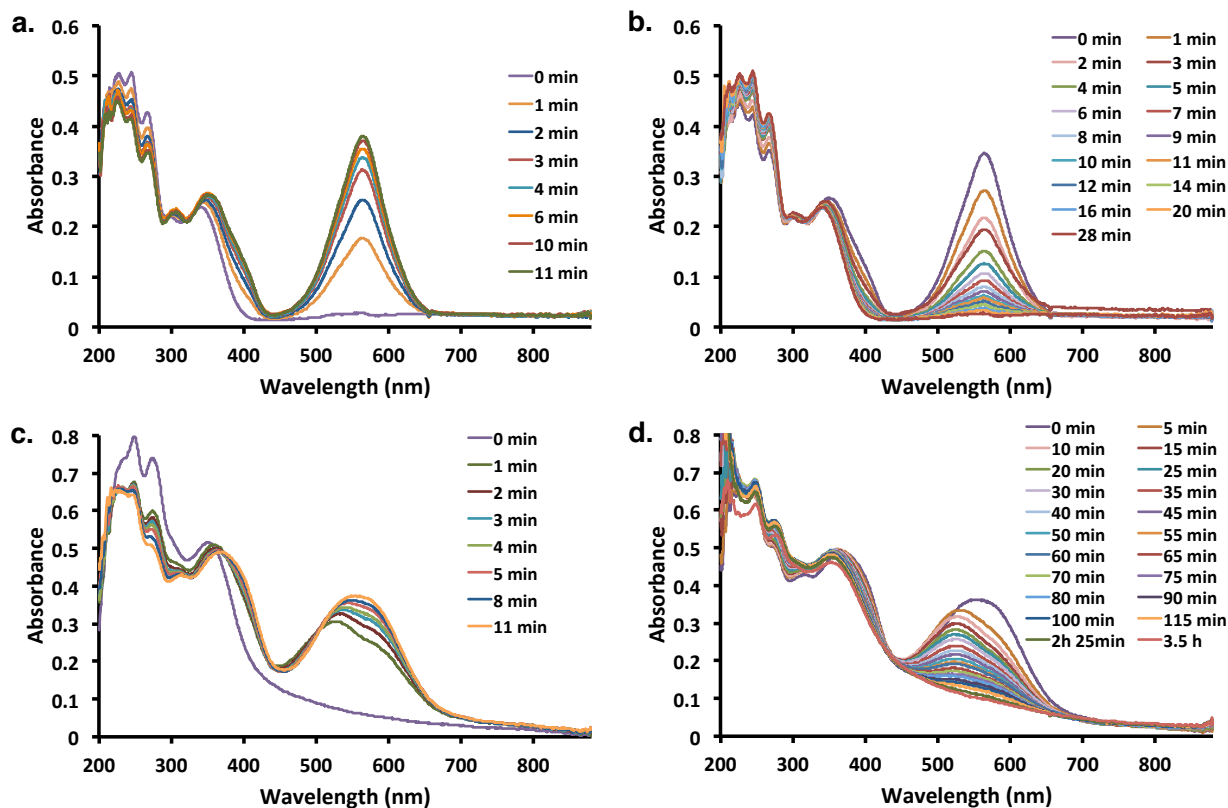 a.
0.6
0.5
0.4
0.3
0.2
0.1
0
Absorbance
200 300 400 500 600 700 800
Wavelength (nm)
0 min
1 min
2 min
3 min
4 min
6 min
10 min
11 min
b.
0.6
0.5
0.4
0.3
0.2
0.1
0
Absorbance
200 300 400 500 600 700 800
Wavelength (nm)
0 min 1 min
2 min 3 min
4 min 5 min
6 min 7 min
8 min 9 min
10 min 11 min
12 min 14 min
16 min 20 min
28 min
c.
0.8
0.7
0.6
0.5
0.4
0.3
0.2
0.1
0
Absorbance
200 300 400 500 600 700 800
Wavelength (nm)
0 min
1 min
2 min
3 min
4 min
5 min
8 min
11 min
d.
0.8
0.7
0.6
0.5
0.4
0.3
0.2
0.1
0
Absorbance
200 300 400 500 600 700 800
Wavelength (nm)
0 min 5 min
10 min 15 min
20 min 25 min
30 min 35 min
40 min 45 min
50 min 55 min
60 min 65 min
70 min 75 min
80 min 90 min
100 min 115 min
2h 25min 3.5 h